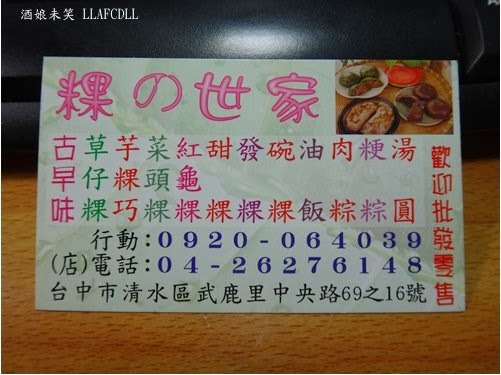 酒娘未笑 LLAFCDLL
粿の世家
古草芋菜紅甜發碗油肉粳湯
早仔粿頭龜
味粿巧粿粿粿粿粿飯粽粽圓
歡迎批發零售
行動:0920-064039
(店)電話:04-26276148
台中市清水區武鹿里中央路69之16號